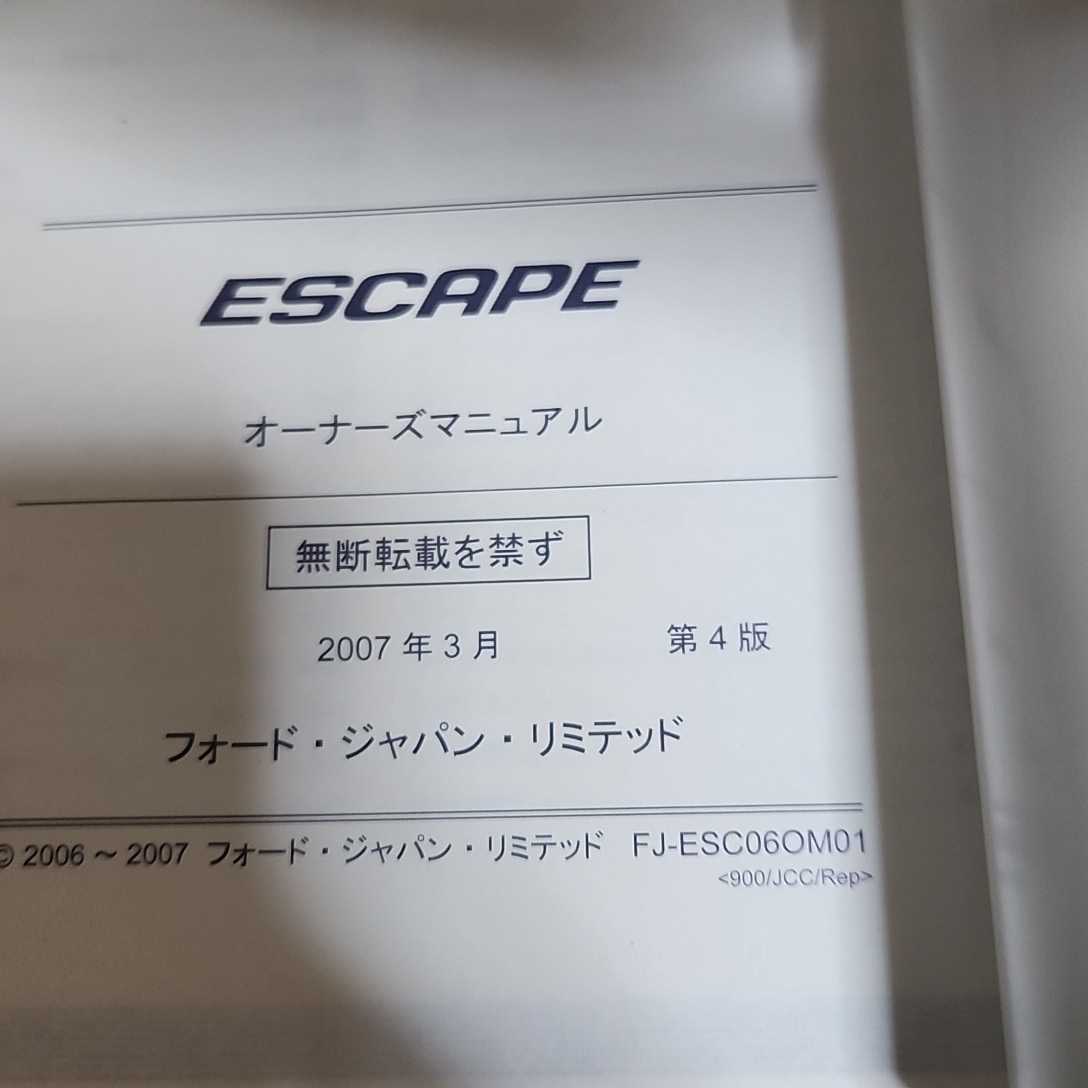 ESCAPE
オーナーズマニュアル
無断転載を禁ず
2007 年 3 月 第 4 版
フォード・ジャパン・リミテッド
© 2006 ~ 2007 フォード・ジャパン・リミテッド FJ-ESC06OM01
<900/JCC/Rep>